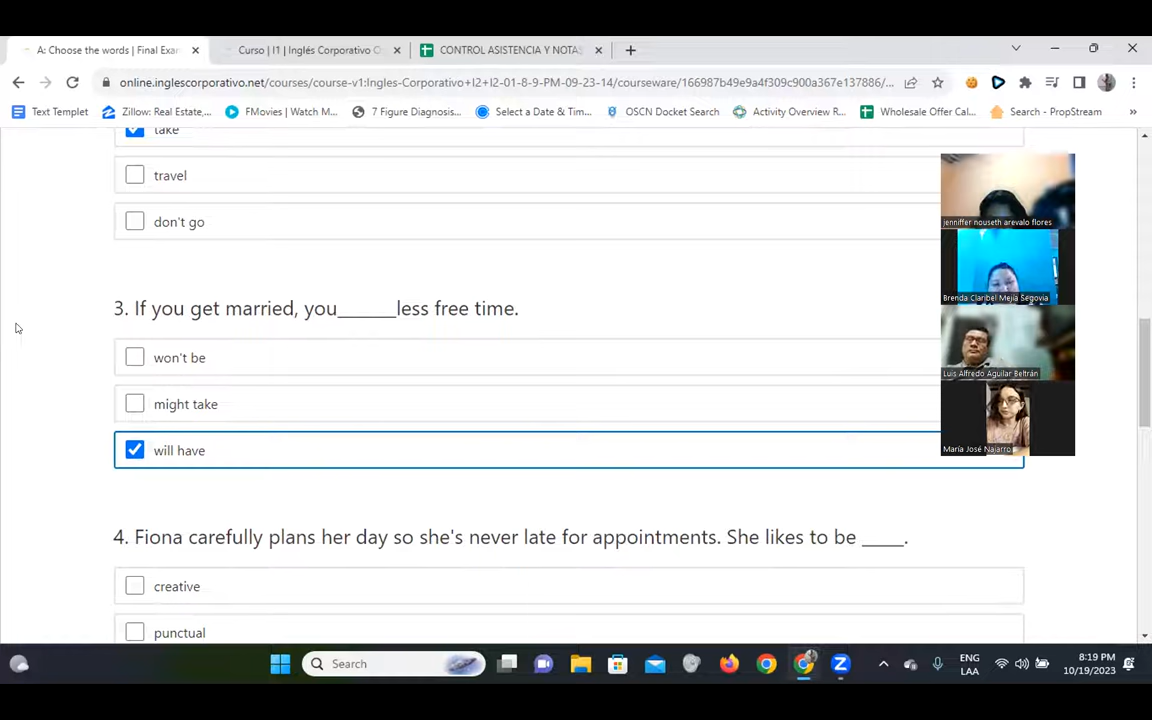 A: Choose the words | Final Exar
Curso | I1 | Inglés Corporativo C
CONTROL ASISTENCIA Y NOTAS
online.inglescorporativo.net/courses/course-v1:Ingles-Corporativo+I2+I2-01-8-9-PM-09-23-14/courseware/166987b49e9a4f309c900a367e137886/...
Text Templet
Zillow: Real Estate,...
FMovies | Watch M...
7 Figure Diagnosis...
Select a Date & Tim...
OSCN Docket Search
Activity Overview R...
Wholesale Offer Cal...
Search - PropStream
take
travel
don't go
jenniffer nouseth arevalo flores
Brenda Claribel Mejía Segovia
3. If you get married, you______less free time.
won't be
Luis Alfredo Aguilar Beltrán
might take
will have
María José Najarro
4. Fiona carefully plans her day so she's never late for appointments. She likes to be _____.
creative
punctual
Search
ENG
LAA
8:19 PM
10/19/2023